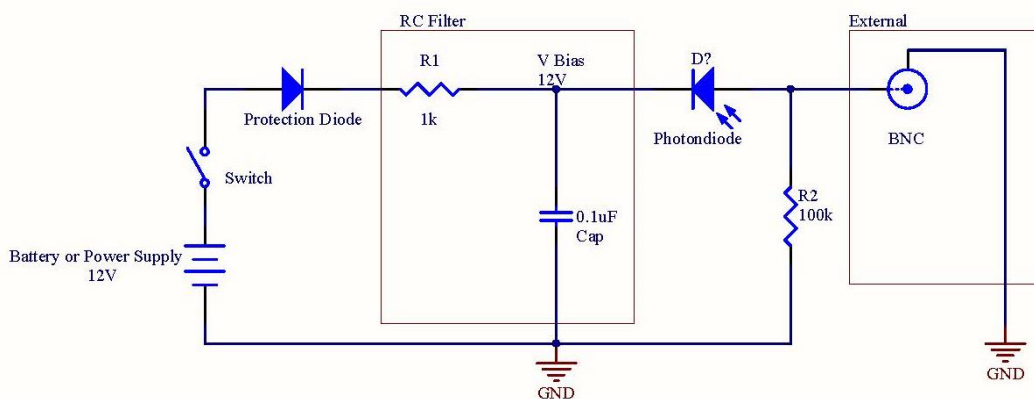 RC Filter
External
R1
V Bias
12V
D?
Protection Diode
1k
Photondiode
BNC
Switch
R2
100k
0.1uF
Cap
Battery or Power Supply
12V
GND
GND